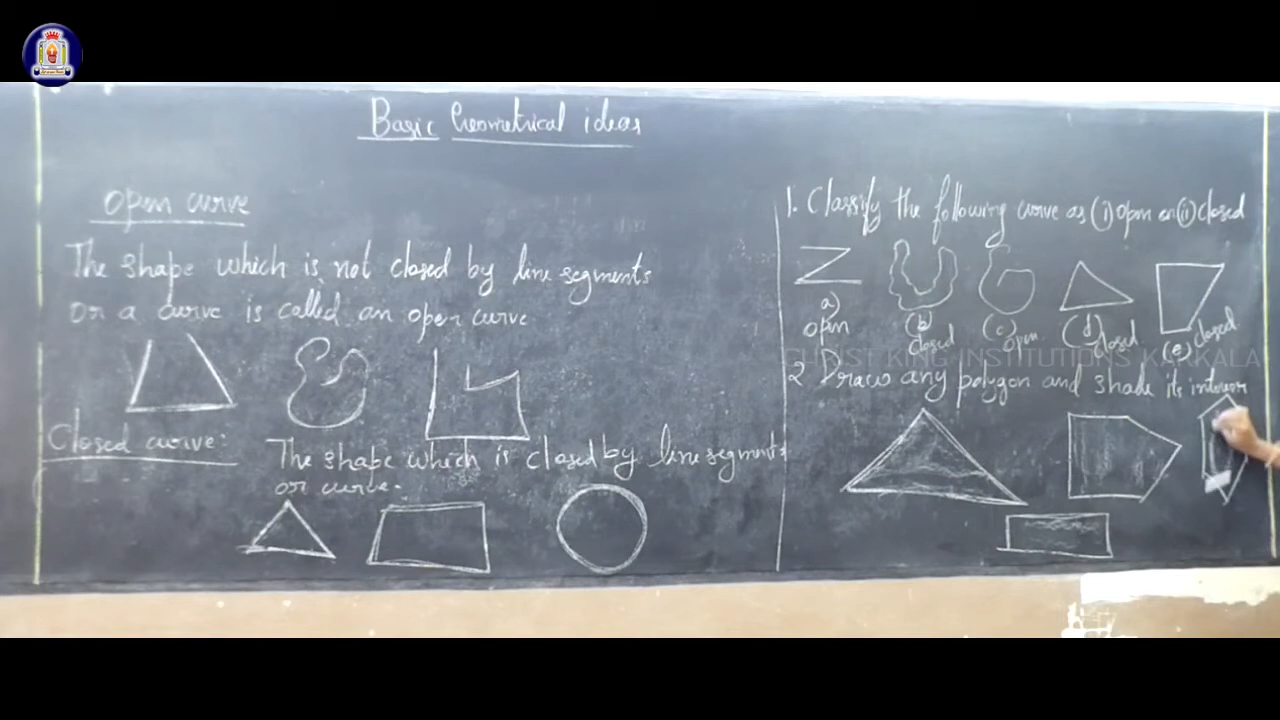 Basic Geometrical ideas
Open curve
The shape which is not closed by line segments
or a curve is called an open curve
Closed curve: The shape which is closed by line segments
or curve.
1. Classify the following curve as (i) open or (ii) closed
a) (b) (c) (d) (e)
open closed open closed closed
CHRIST KING INSTITUTIONS KARKALA
2 Draw any polygon and shade its interior